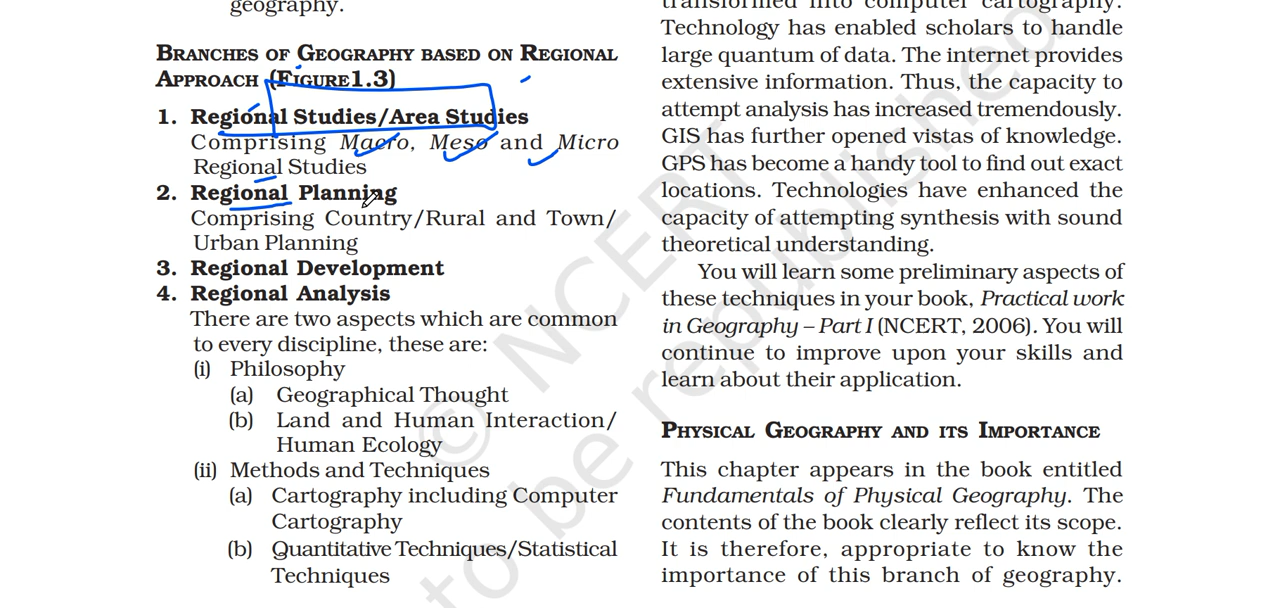 geography.
BRANCHES OF GEOGRAPHY BASED ON REGIONAL
APPROACH (FIGURE1.3)
1. Regional Studies/Area Studies
Comprising Macro, Meso and Micro
Regional Studies
2. Regional Planning
Comprising Country/Rural and Town/
Urban Planning
3. Regional Development
4. Regional Analysis
There are two aspects which are common
to every discipline, these are:
(i) Philosophy
(a) Geographical Thought
(b) Land and Human Interaction/
Human Ecology
(ii) Methods and Techniques
(a) Cartography including Computer
Cartography
(b) Quantitative Techniques/Statistical
Techniques
transformed into computer cartography.
Technology has enabled scholars to handle
large quantum of data. The internet provides
extensive information. Thus, the capacity to
attempt analysis has increased tremendously.
GIS has further opened vistas of knowledge.
GPS has become a handy tool to find out exact
locations. Technologies have enhanced the
capacity of attempting synthesis with sound
theoretical understanding.
You will learn some preliminary aspects of
these techniques in your book, Practical work
in Geography – Part I (NCERT, 2006). You will
continue to improve upon your skills and
learn about their application.
PHYSICAL GEOGRAPHY AND ITS IMPORTANCE
This chapter appears in the book entitled
Fundamentals of Physical Geography. The
contents of the book clearly reflect its scope.
It is therefore, appropriate to know the
importance of this branch of geography.
© NCERT
to be republished